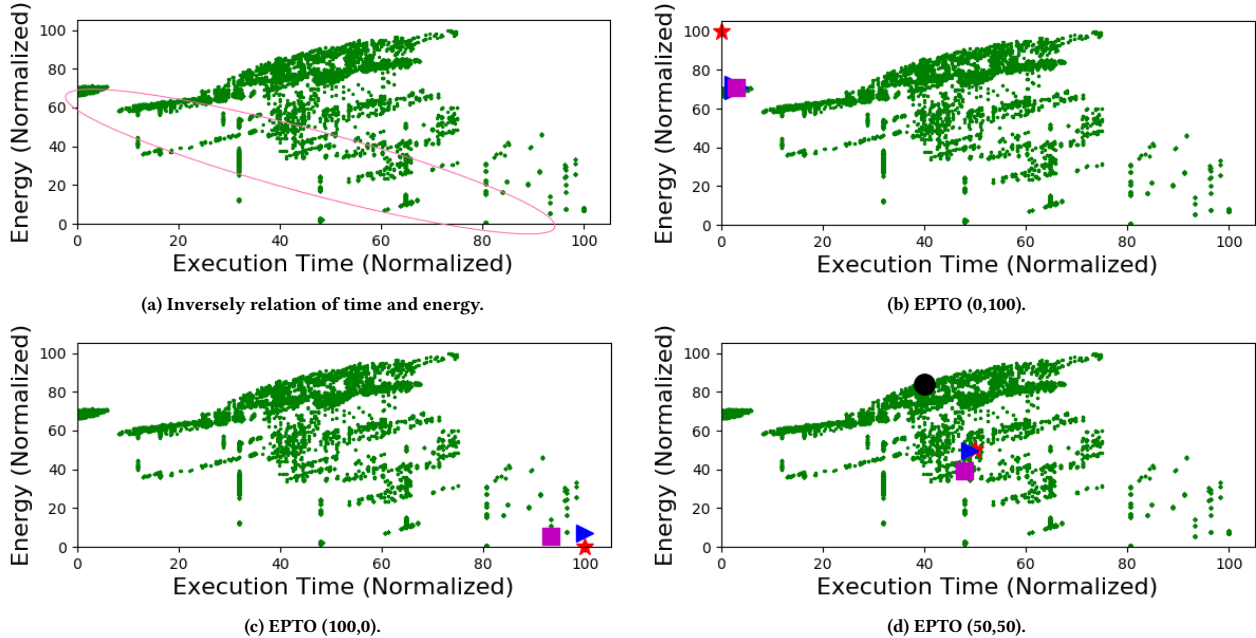 100
80
60
40
20
0
0 20 40 60 80 100
Energy (Normalized)
Execution Time (Normalized)
(a) Inversely relation of time and energy.
100
80
60
40
20
0
0 20 40 60 80 100
Energy (Normalized)
Execution Time (Normalized)
(b) EPTO (0,100).
100
80
60
40
20
0
0 20 40 60 80 100
Energy (Normalized)
Execution Time (Normalized)
(c) EPTO (100,0).
100
80
60
40
20
0
0 20 40 60 80 100
Energy (Normalized)
Execution Time (Normalized)
(d) EPTO (50,50).